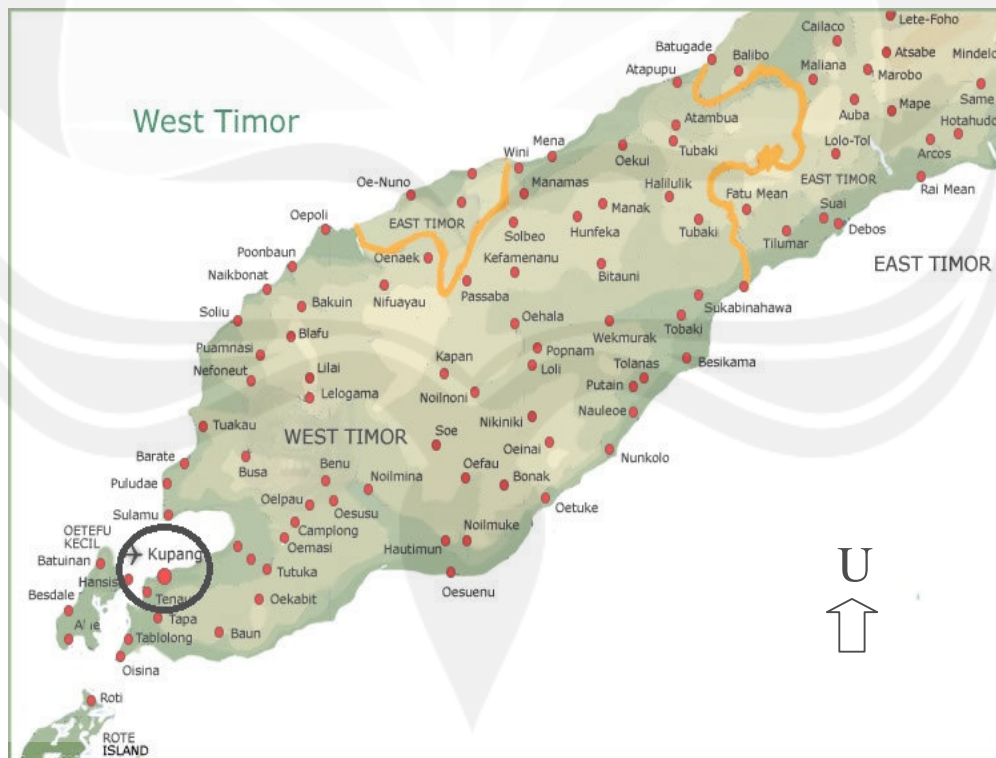 Lete-Foho
Cailaco
Batugade
Balibo
Atsabe
Mindelo
Atapupu
Maliana
Marobo
Same
West Timor
Auba
Mape
Hotahudo
Atambua
Mena
Wini
Oekui
Tubaki
Lolo-Tol
Arcos
Oe-Nuno
Manamas
Halilulik
EAST TIMOR
Rai Mean
Fatu Mean
Oepoli
EAST TIMOR
Manak
Suai
Solbeo
Hunfeka
Tubaki
Debos
Tilumar
Poonbaun
Oenaek
Kefamenanu
EAST TIMOR
Naikbonat
Bitauni
Nifuayau
Passaba
Bakuin
Sukabinahawa
Soliu
Oehala
Blafu
Wekmurak
Tobaki
Puamnasi
Kapan
Popnam
Tolanas
Besikama
Nefoneut
Lilai
Loli
Putain
Lelogama
Noilnoni
Nauleoe
Tuakau
WEST TIMOR
Soe
Nikiniki
Oeinai
Nunkolo
Barate
Busa
Benu
Noilmina
Oefau
Bonak
Puludae
Oelpau
Oesusu
Oetuke
Sulamu
Camplong
Noilmuke
OETEFU
KECIL
Kupang
Oemasi
Hautimun
U
Batuinan
Hansis
Tutuka
Besdale
Tenau
Oekabit
Oesuenu
Tapa
Tablolong
Baun
Oisina
Roti
ROTE
ISLAND